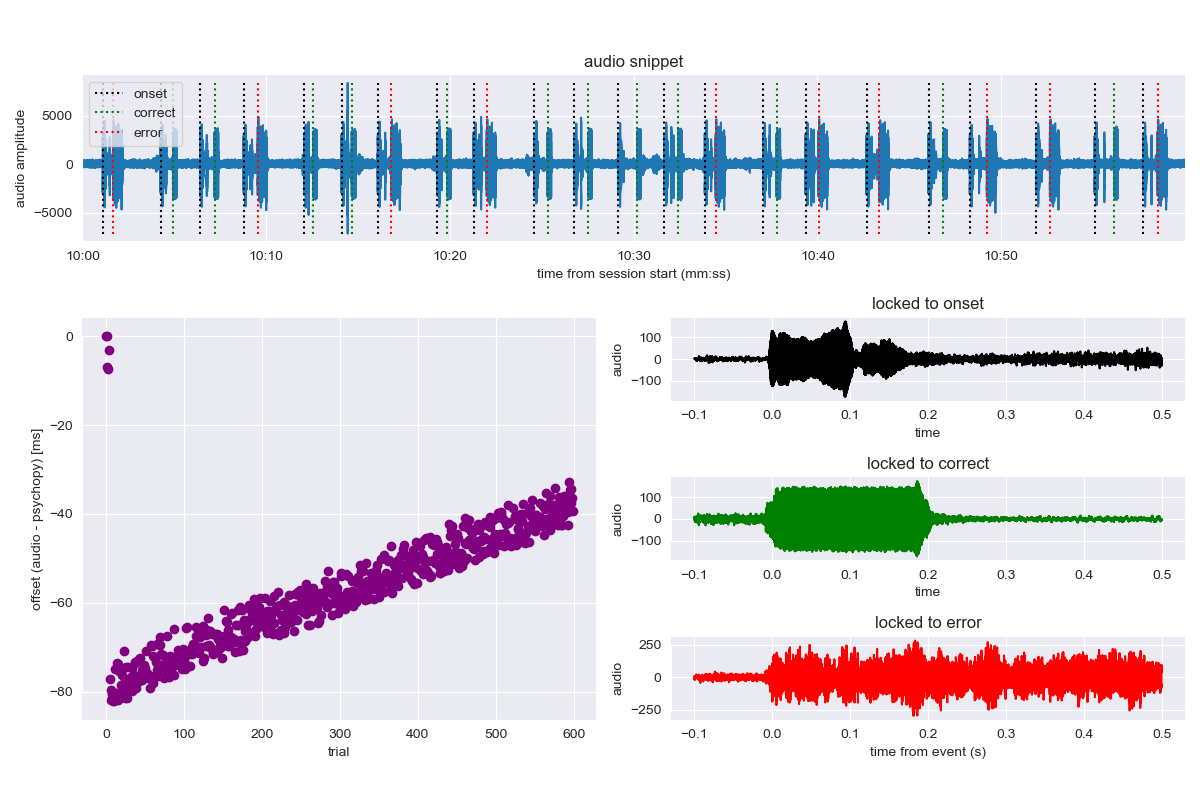 audio snippet
onset
correct
error
5000
0
−5000
audio amplitude
10:00 10:10 10:20 10:30 10:40 10:50
time from session start (mm:ss)
0
−20
−40
−60
−80
offset (audio - psychopy) [ms]
0 100 200 300 400 500 600
trial
locked to onset
100
0
−100
audio
−0.1 0.0 0.1 0.2 0.3 0.4 0.5
time
locked to correct
100
0
−100
audio
−0.1 0.0 0.1 0.2 0.3 0.4 0.5
time
locked to error
250
0
−250
audio
−0.1 0.0 0.1 0.2 0.3 0.4 0.5
time from event (s)